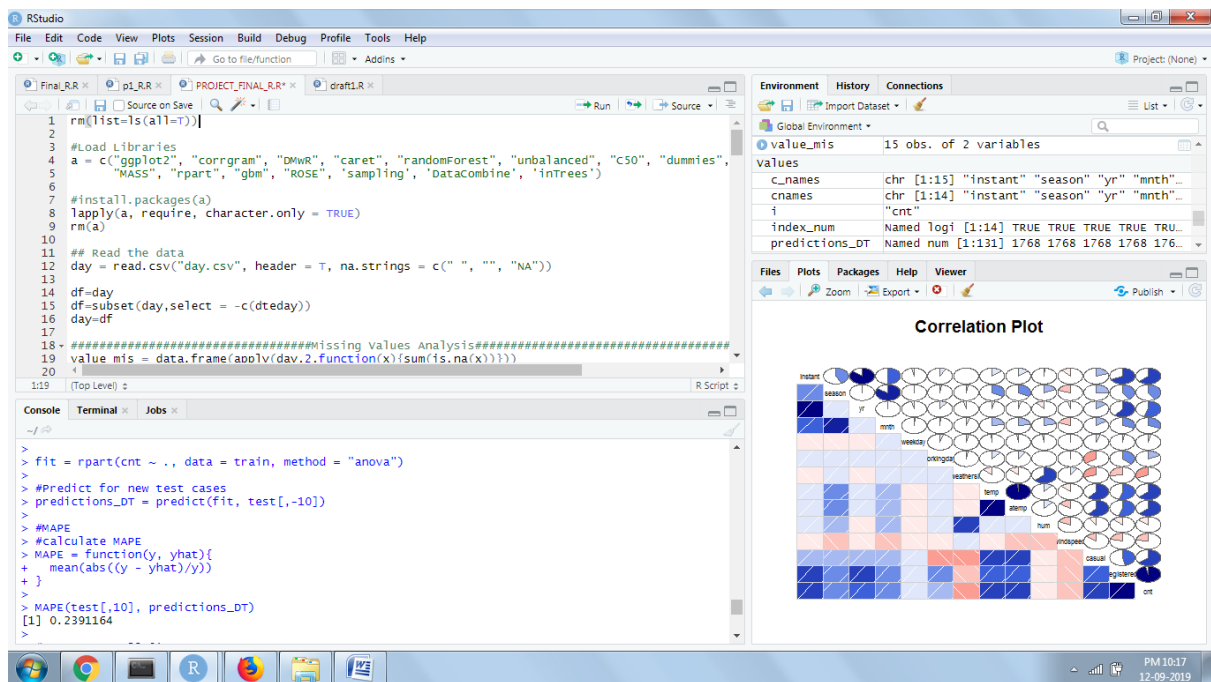 RStudio
File Edit Code View Plots Session Build Debug Profile Tools Help
Go to file/function
Addins
Project: (None)
Final_R.R
p1_R.R
PROJECT_FINAL_R.R*
draft1.R
Source on Save
Run
Source
1 rm(list=ls(all=T))
2
3 #Load Libraries
4 a = c("ggplot2", "corrgram", "DMwR", "caret", "randomForest", "unbalanced", "C50", "dummies",
5 "MASS", "rpart", "gbm", "ROSE", 'sampling', 'DataCombine', 'inTrees')
6
7 #install.packages(a)
8 lapply(a, require, character.only = TRUE)
9 rm(a)
10
11 ## Read the data
12 day = read.csv("day.csv", header = T, na.strings = c(" ", "", "NA"))
13
14 df=day
15 df=subset(day,select = -c(dteday))
16 day=df
17
18 ################################Missing Values Analysis##################################
19 value_mis = data.frame(apply(day,2,function(x){sum(is.na(x))}))
20
1:19 (Top Level) R Script
Console Terminal Jobs
~/
>
> fit = rpart(cnt ~ ., data = train, method = "anova")
>
> #Predict for new test cases
> predictions_DT = predict(fit, test[,-10])
>
> #MAPE
> #calculate MAPE
> MAPE = function(y, yhat){
+ mean(abs((y - yhat)/y))
+ }
>
> MAPE(test[,10], predictions_DT)
[1] 0.2391164
>
Environment History Connections
Import Dataset
List
Global Environment
value_mis 15 obs. of 2 variables
Values
c_names chr [1:15] "instant" "season" "yr" "mnth"…
cnames chr [1:14] "instant" "season" "yr" "mnth"…
i "cnt"
index_num Named logi [1:14] TRUE TRUE TRUE TRUE TRU…
predictions_DT Named num [1:131] 1768 1768 1768 1768 176…
Files Plots Packages Help Viewer
Zoom Export Publish
Correlation Plot
instant
season
yr
mnth
weekday
orkingda
weathersi
temp
atemp
hum
windspeed
casual
egistere
cnt
PM 10:17
12-09-2019